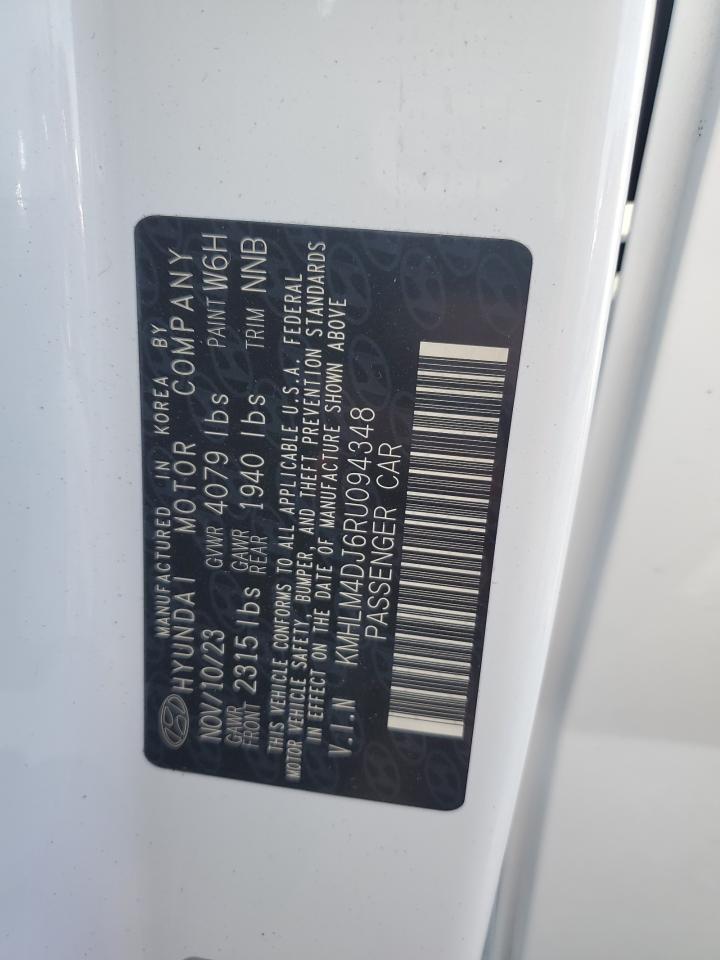 MANUFACTURED IN KOREA BY
HYUNDAI MOTOR COMPANY
NOV/10/23 GVWR 4079 lbs PAINT W6H
GAWR FRONT 2315 lbs GAWR REAR 1940 lbs TRIM NNB
THIS VEHICLE CONFORMS TO ALL APPLICABLE U.S.A. FEDERAL
MOTOR VEHICLE SAFETY, BUMPER, AND THEFT PREVENTION STANDARDS
IN EFFECT ON THE DATE OF MANUFACTURE SHOWN ABOVE
V.I.N KMHLM4DJ6RU094348
PASSENGER CAR